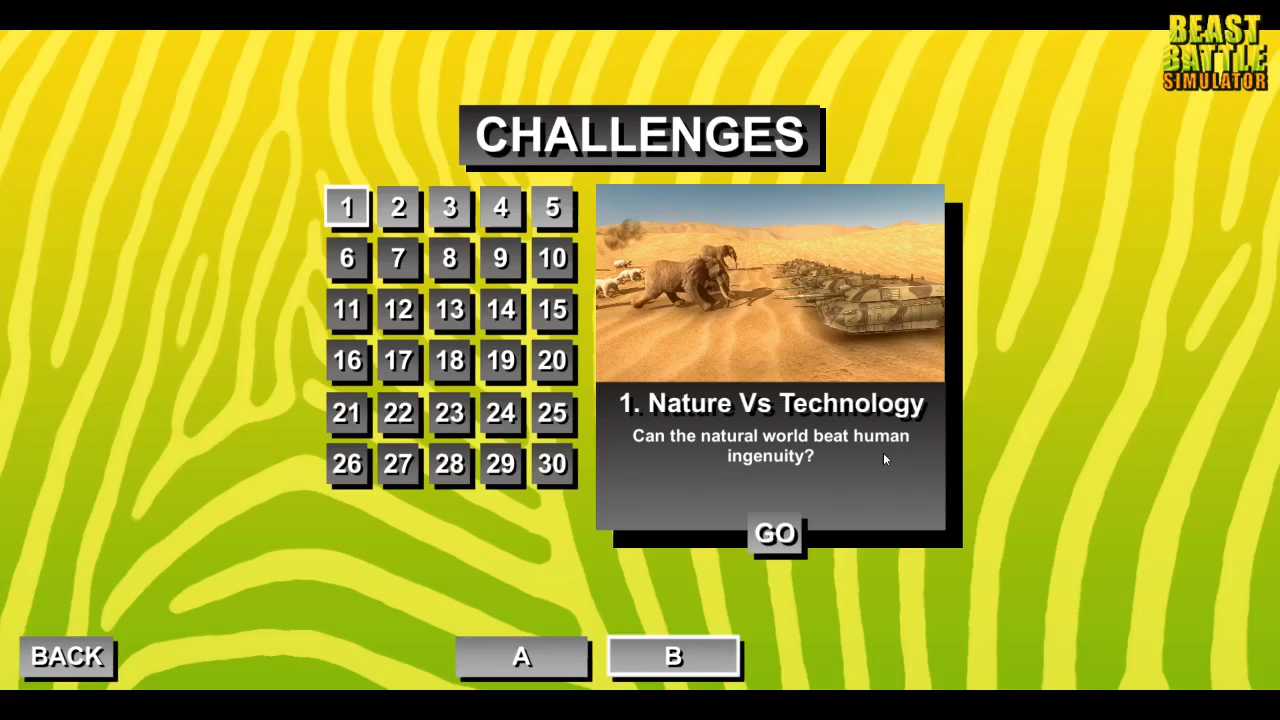 BEAST
BATTLE
SIMULATOR
CHALLENGES
1 2 3 4 5
6 7 8 9 10
11 12 13 14 15
16 17 18 19 20
21 22 23 24 25
26 27 28 29 30
1. Nature Vs Technology
Can the natural world beat human
ingenuity?
GO
BACK
A
B